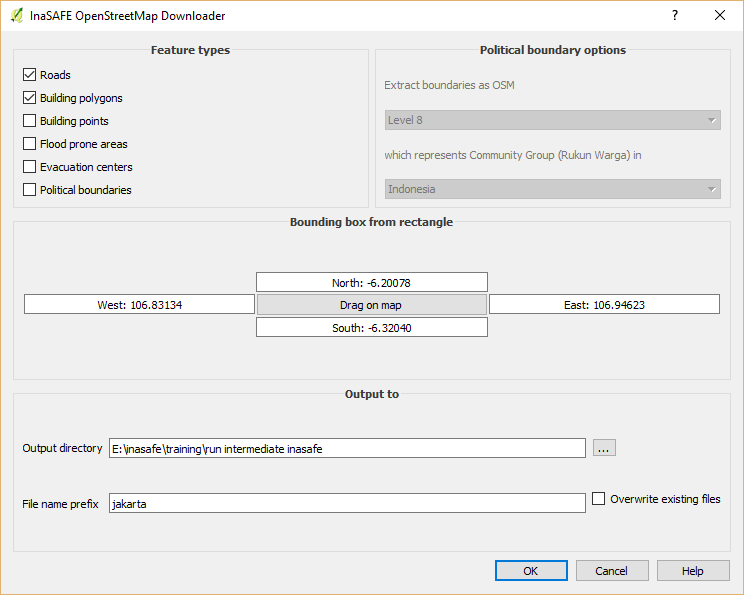 InaSAFE OpenStreetMap Downloader ?
Feature types
Roads
Building polygons
Building points
Flood prone areas
Evacuation centers
Political boundaries
Political boundary options
Extract boundaries as OSM
Level 8
which represents Community Group (Rukun Warga) in
Indonesia
Bounding box from rectangle
North: -6.20078
West: 106.83134 Drag on map East: 106.94623
South: -6.32040
Output to
Output directory E:\inasafe\training\run intermediate inasafe ...
File name prefix jakarta Overwrite existing files
OK Cancel Help